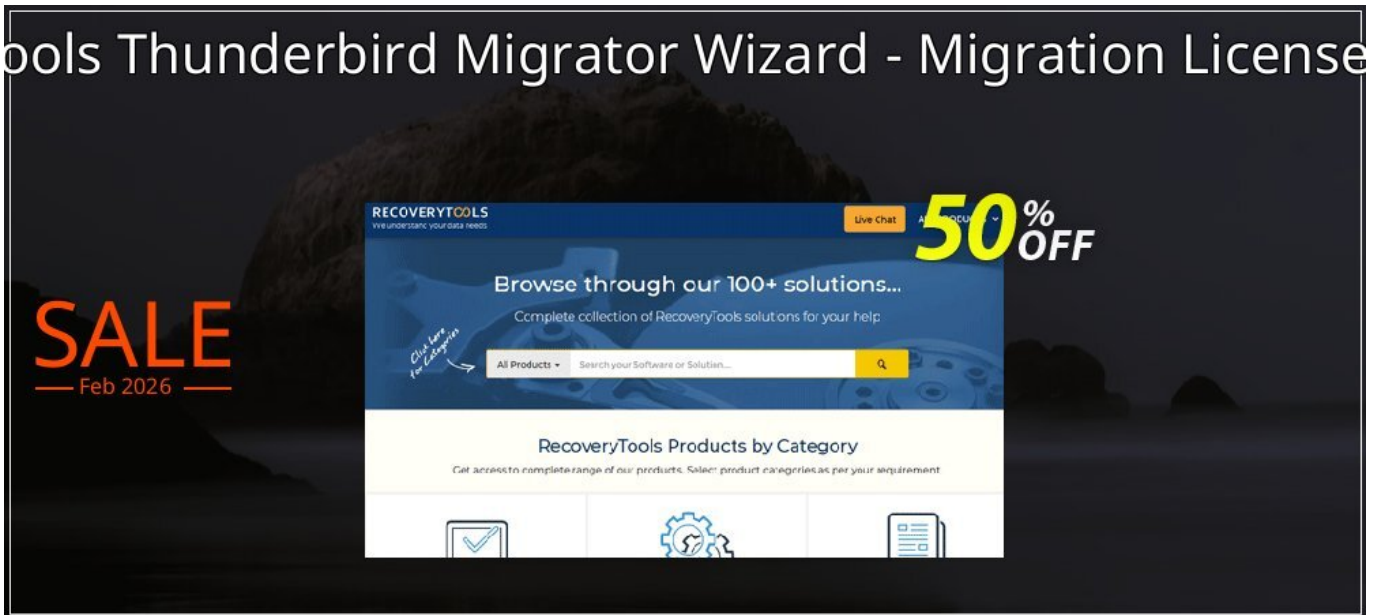 ools Thunderbird Migrator Wizard - Migration License
RECOVERYTOOLS
We understand your data needs
Live Chat
50% OFF
Browse through our 100+ solutions...
Complete collection of RecoveryTools solutions for your help
Click here
for Categories
All Products
Search your Software or Solution...
SALE
Feb 2026
RecoveryTools Products by Category
Get access to complete range of our products. Select product categories as per your requirement